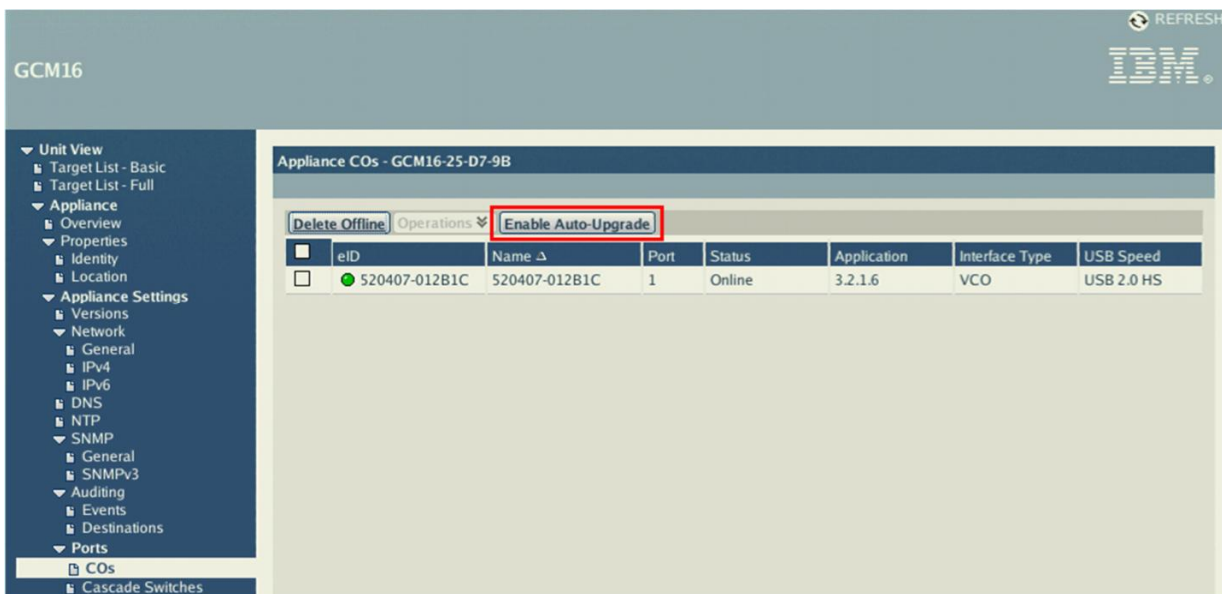 REFRESH
GCM16
IBM®
Unit View
Target List - Basic
Target List - Full
Appliance
Overview
Properties
Identity
Location
Appliance Settings
Versions
Network
General
IPv4
IPv6
DNS
NTP
SNMP
General
SNMPv3
Auditing
Events
Destinations
Ports
COs
Cascade Switches
Appliance COs - GCM16-25-D7-9B
Delete Offline Operations Enable Auto-Upgrade
eID Name Port Status Application Interface Type USB Speed
520407-012B1C 520407-012B1C 1 Online 3.2.1.6 VCO USB 2.0 HS